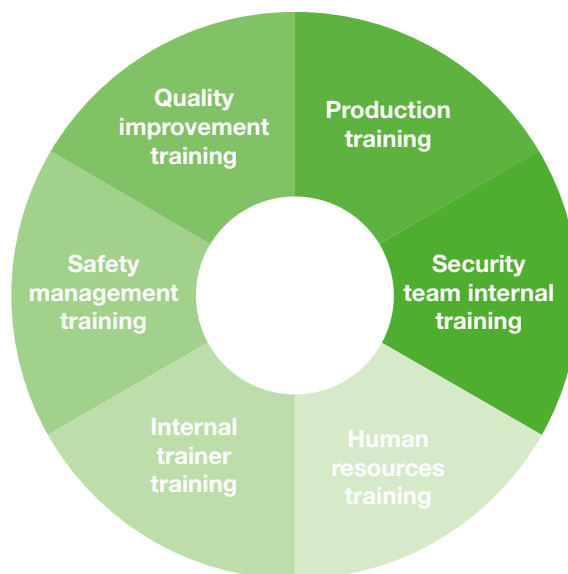 Quality
improvement
training
Production
training
Safety
management
training
Security
team internal
training
Internal
trainer
training
Human
resources
training